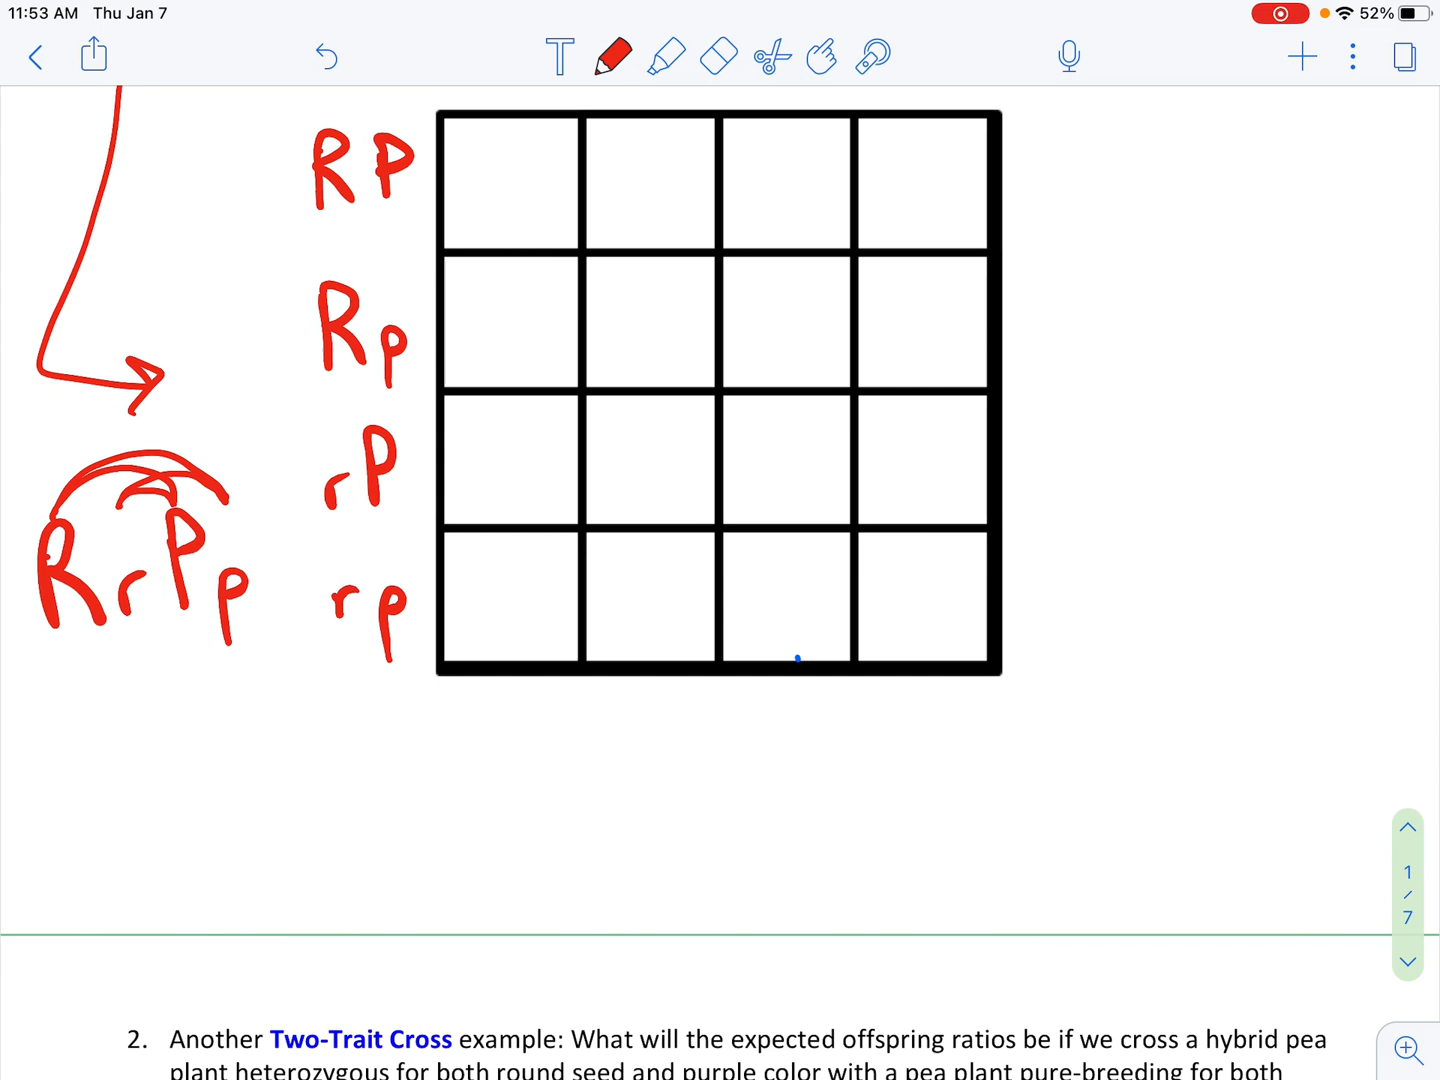 11:53 AM Thu Jan 7
52%
T
RP
Rp
rP
RrPp
rp
1
/
7
2. Another Two-Trait Cross example: What will the expected offspring ratios be if we cross a hybrid pea
plant heterozygous for both round seed and purple color with a pea plant pure-breeding for both